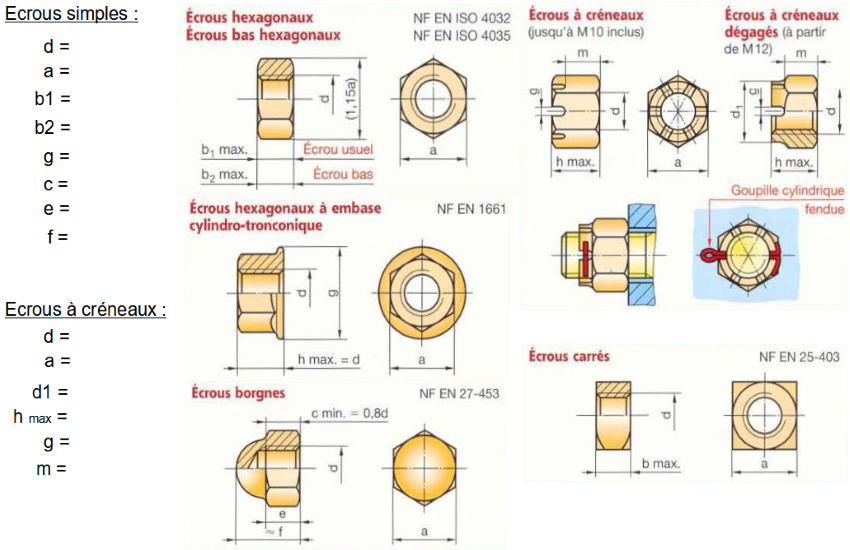 Ecrous simples :
d =
a =
b1 =
b2 =
g =
c =
e =
f =
Ecrous à créneaux :
d =
a =
d1 =
h max =
g =
m =
Écrous hexagonaux NF EN ISO 4032
Écrous bas hexagonaux NF EN ISO 4035
d
(1,15a)
b₁ max. Écrou usuel
a
b₂ max. Écrou bas
Écrous hexagonaux à embase NF EN 1661
cylindro-tronconique
d
g
h max. = d
a
Écrous borgnes NF EN 27-453
c min. = 0,8d
d
e
≈ f
a
Écrous à créneaux
(jusqu'à M10 inclus)
m
g
d
h max.
a
Écrous à créneaux
dégagés (à partir
de M12)
m
d₁
g
d
h max.
Goupille cylindrique
fendue
Écrous carrés NF EN 25-403
d
b max.
a